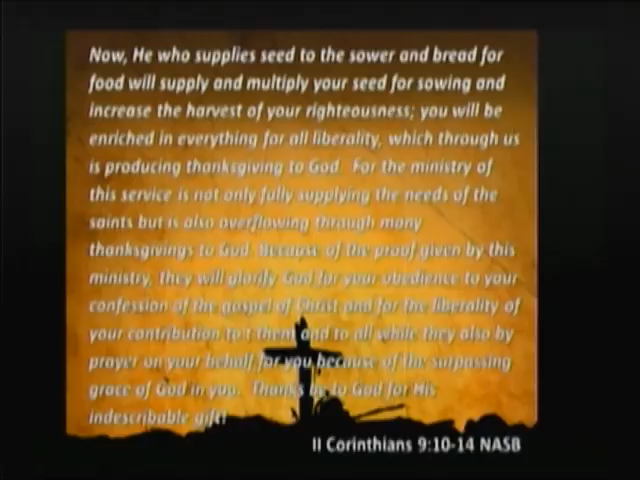 Now, He who supplies seed to the sower and bread for
food will supply and multiply your seed for sowing and
increase the harvest of your righteousness; you will be
enriched in everything for all liberality, which through us
is producing thanksgiving to God  For the ministry of
this service is not only fully supplying the needs of the
saints but is also overflowing through many
thanksgivings to God. Because of the proof given by this
ministry, they will glorify God for your obedience to your
confession of the gospel of Christ and for the liberality of
your contribution to them and to all while they also by
prayer on your behalf for you because of the surpassing
grace of God in you.  Thanks be to God for His
indescribable gift!
II Corinthians 9:10-14 NASB